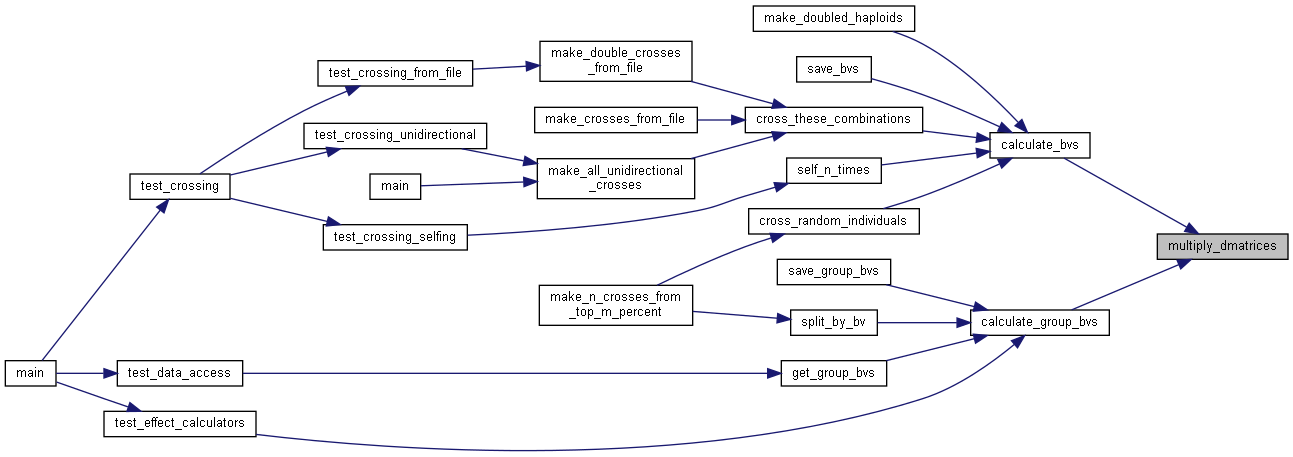 make_doubled_haploids
make_double_crosses
_from_file
save_bvs
test_crossing_from_file
make_crosses_from_file
cross_these_combinations
test_crossing_unidirectional
calculate_bvs
make_all_unidirectional
_crosses
self_n_times
main
test_crossing
cross_random_individuals
test_crossing_selfing
multiply_dmatrices
save_group_bvs
make_n_crosses_from
_top_m_percent
split_by_bv
calculate_group_bvs
main
test_data_access
get_group_bvs
test_effect_calculators